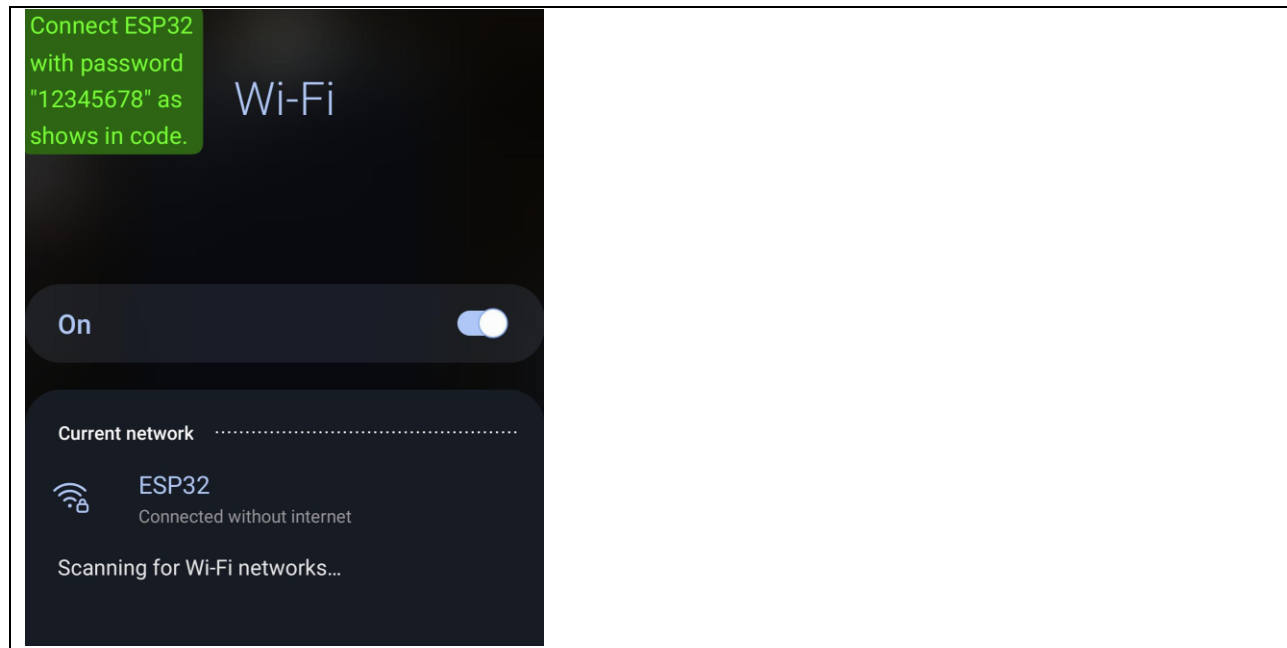 Connect ESP32
with password
"12345678" as
shows in code.
Wi-Fi
On
Current network
ESP32
Connected without internet
Scanning for Wi-Fi networks...